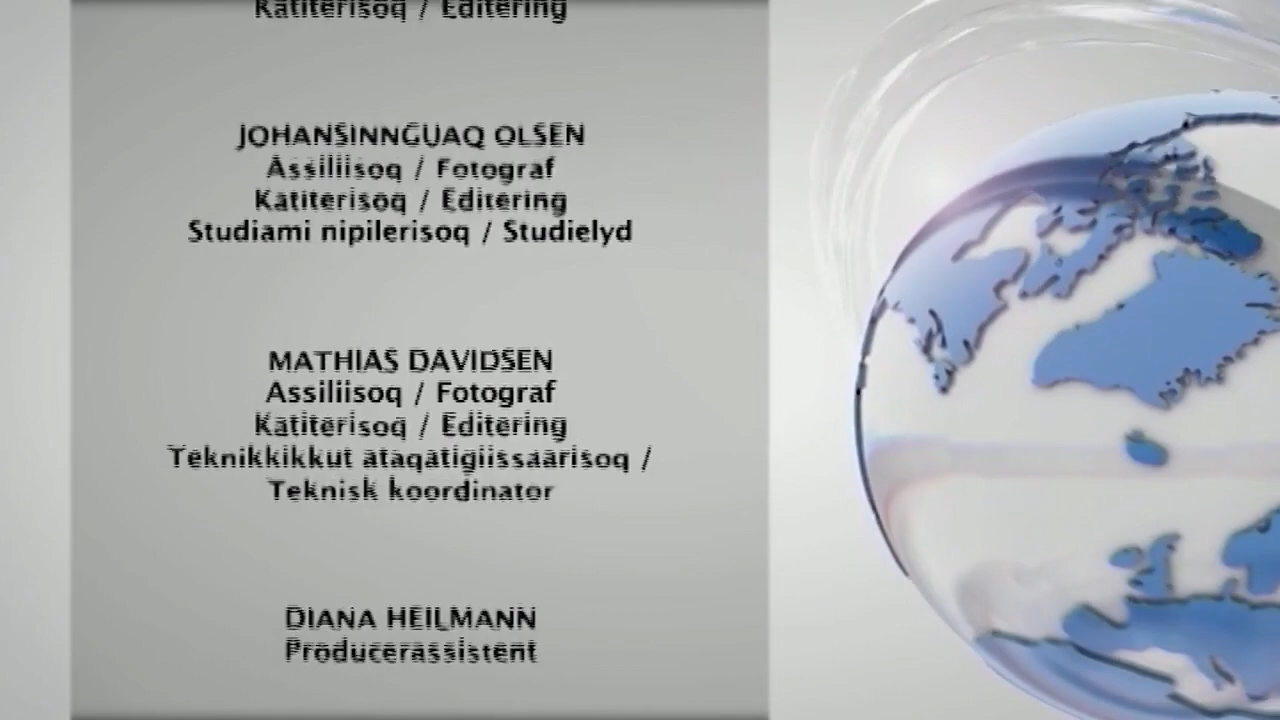 Katiterisoq / Editering
JOHANSINNGUAQ OLSEN
Assiliisoq / Fotograf
Katiterisoq / Editering
Studiami nipilerisoq / Studielyd
MATHIAS DAVIDSEN
Assiliisoq / Fotograf
Katiterisoq / Editering
Teknikkikkut ataqatigiissaarisoq /
Teknisk koordinator
DIANA HEILMANN
Producerassistent